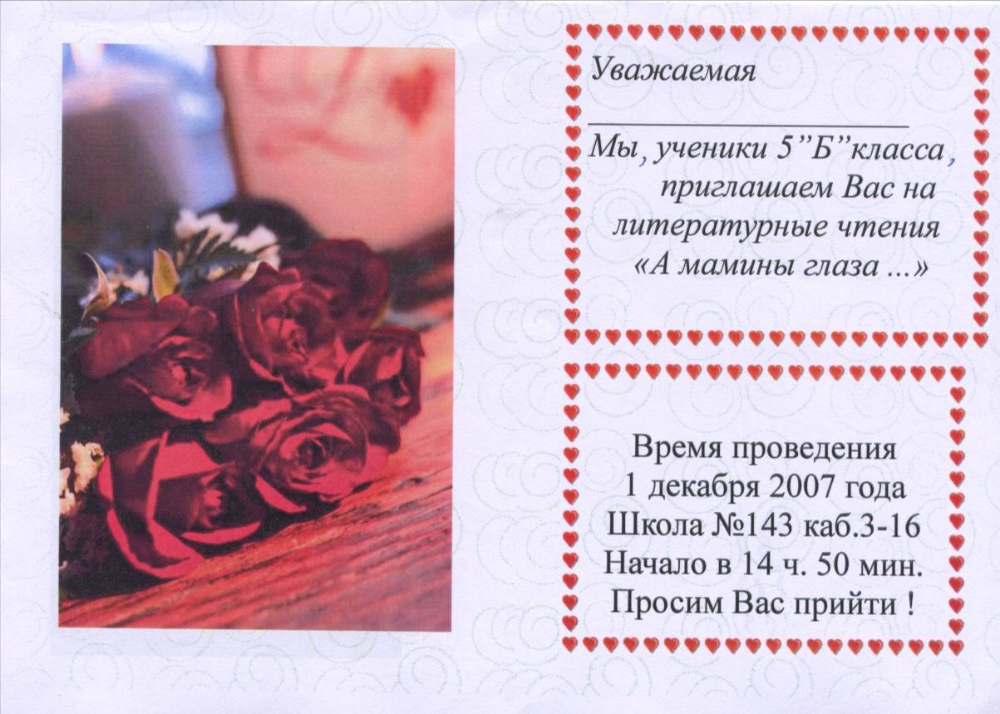 Уважаемая
____________________
Мы, ученики 5”Б”класса,
приглашаем Вас на
литературные чтения
«А мамины глаза ...»
Время проведения
1 декабря 2007 года
Школа №143 каб.3-16
Начало в 14 ч. 50 мин.
Просим Вас прийти !